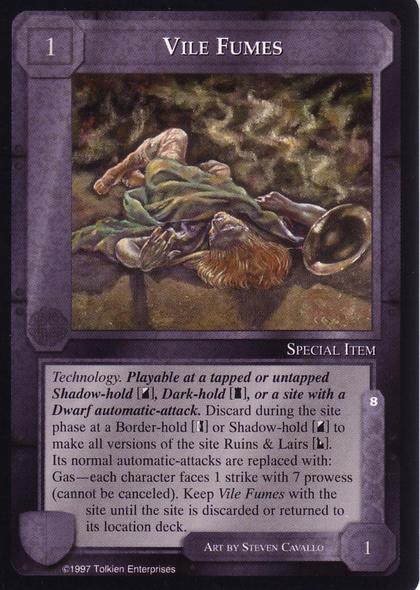 1
VILE FUMES
SPECIAL ITEM
Technology. Playable at a tapped or untapped
Shadow-hold [], Dark-hold [], or a site with a
Dwarf automatic-attack. Discard during the site
phase at a Border-hold [] or Shadow-hold [] to
make all versions of the site Ruins & Lairs [].
Its normal automatic-attacks are replaced with:
Gas—each character faces 1 strike with 7 prowess
(cannot be canceled). Keep Vile Fumes with the
site until the site is discarded or returned to
its location deck.
8
ART BY STEVEN CAVALLO
1
©1997 Tolkien Enterprises